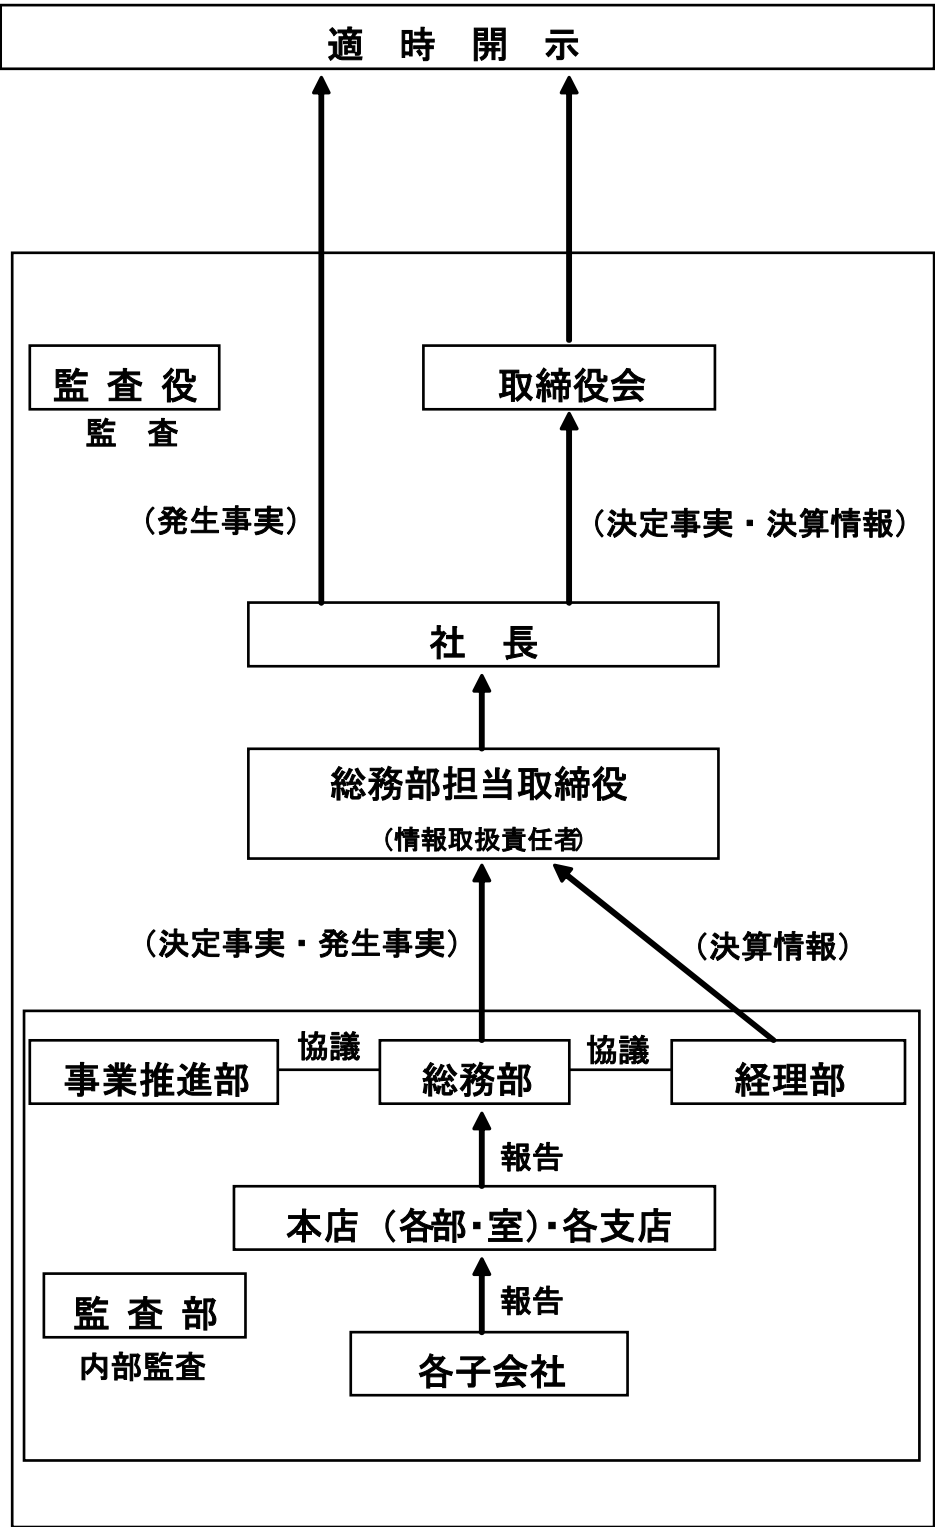 適　時　開　示
監 査 役
取締役会
監　査
（発生事実）
（決定事実・決算情報）
社　長
総務部担当取締役
（情報取扱責任者）
（決定事実・発生事実）
（決算情報）
協議
協議
事業推進部
総務部
経理部
報告
本店（各部・室）・各支店
監 査 部
報告
内部監査
各子会社